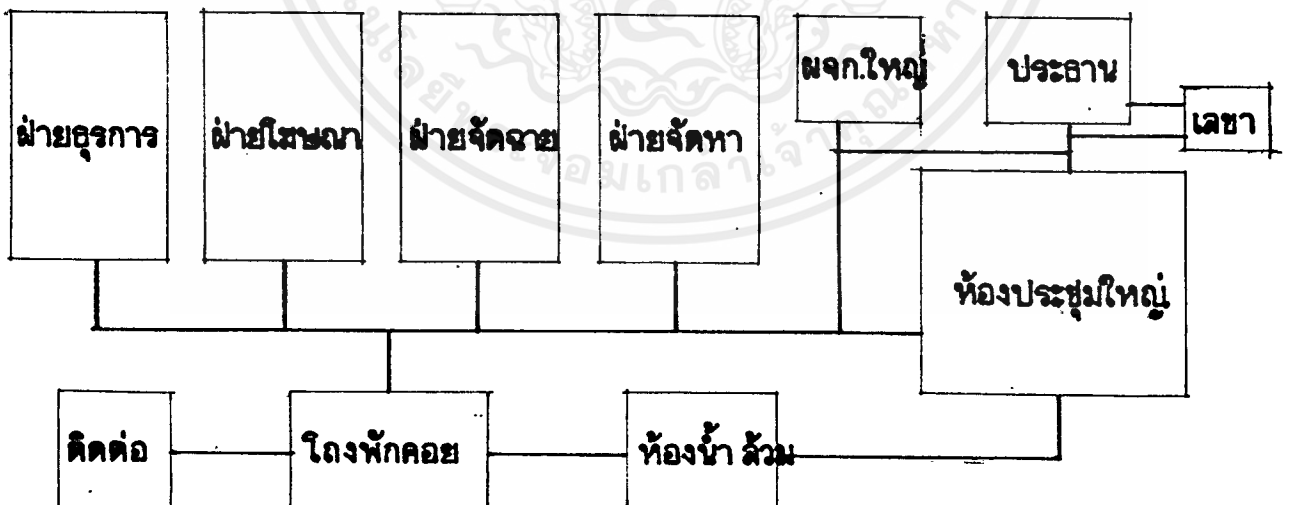 ผจก.ใหญ่
ประธาน
เลขา
ฝ่ายธุรการ
ฝ่ายโฆษณา
ฝ่ายจัดฉาย
ฝ่ายจัดหา
ห้องประชุมใหญ่
ติดต่อ
โถงพักคอย
ห้องน้ำ ส้วม